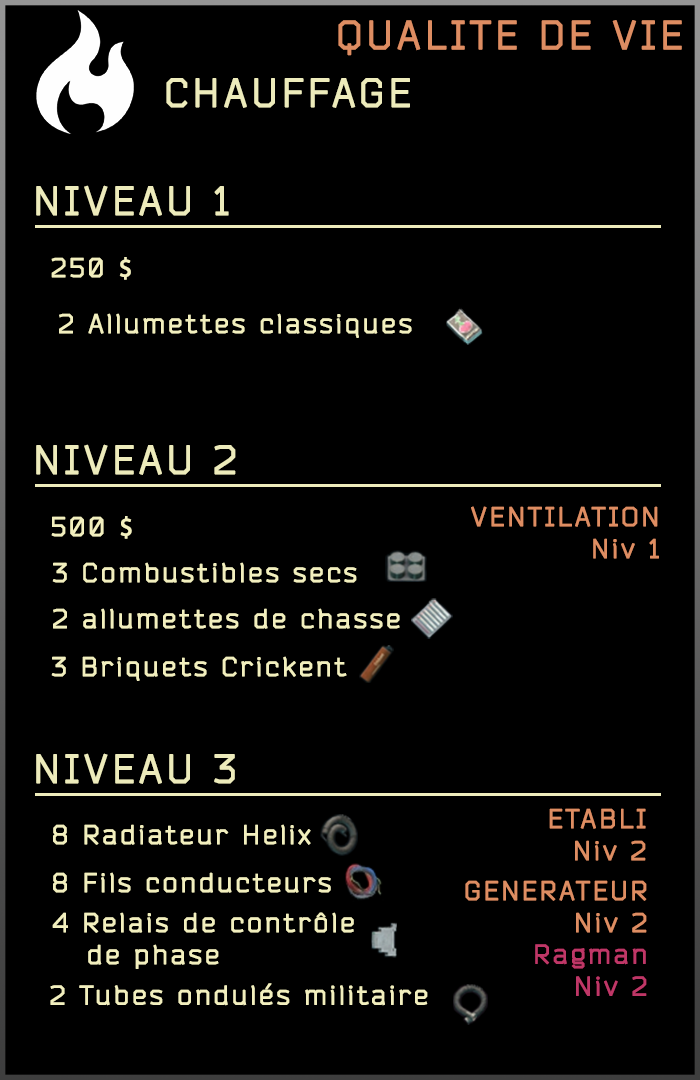 QUALITE DE VIE
CHAUFFAGE
NIVEAU 1
250 $
2 Allumettes classiques
NIVEAU 2
500 $
VENTILATION
Niv 1
3 Combustibles secs
2 allumettes de chasse
3 Briquets Crickent
NIVEAU 3
8 Radiateur Helix
8 Fils conducteurs
4 Relais de contrôle
de phase
2 Tubes ondulés militaire
ETABLI
Niv 2
GENERATEUR
Niv 2
Ragman
Niv 2